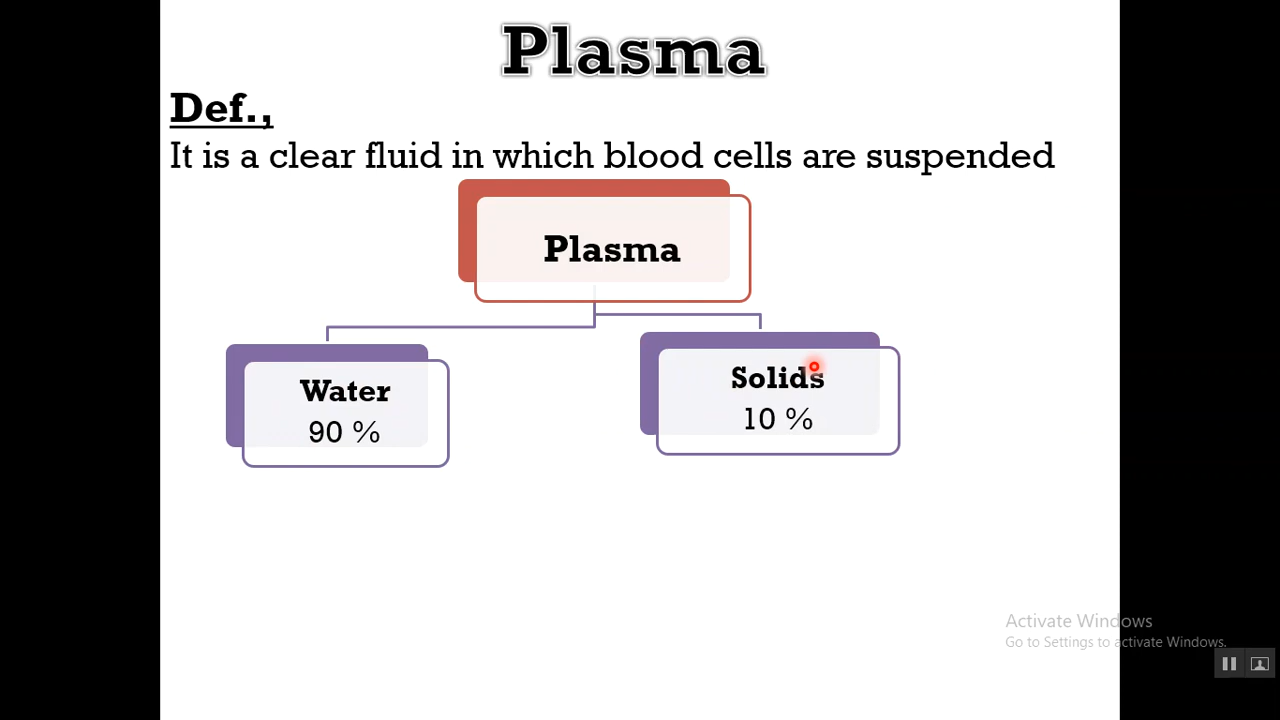 Plasma
Def.,
It is a clear fluid in which blood cells are suspended
Plasma
Water
90 %
Solids
10 %
Activate Windows
Go to Settings to activate Windows.